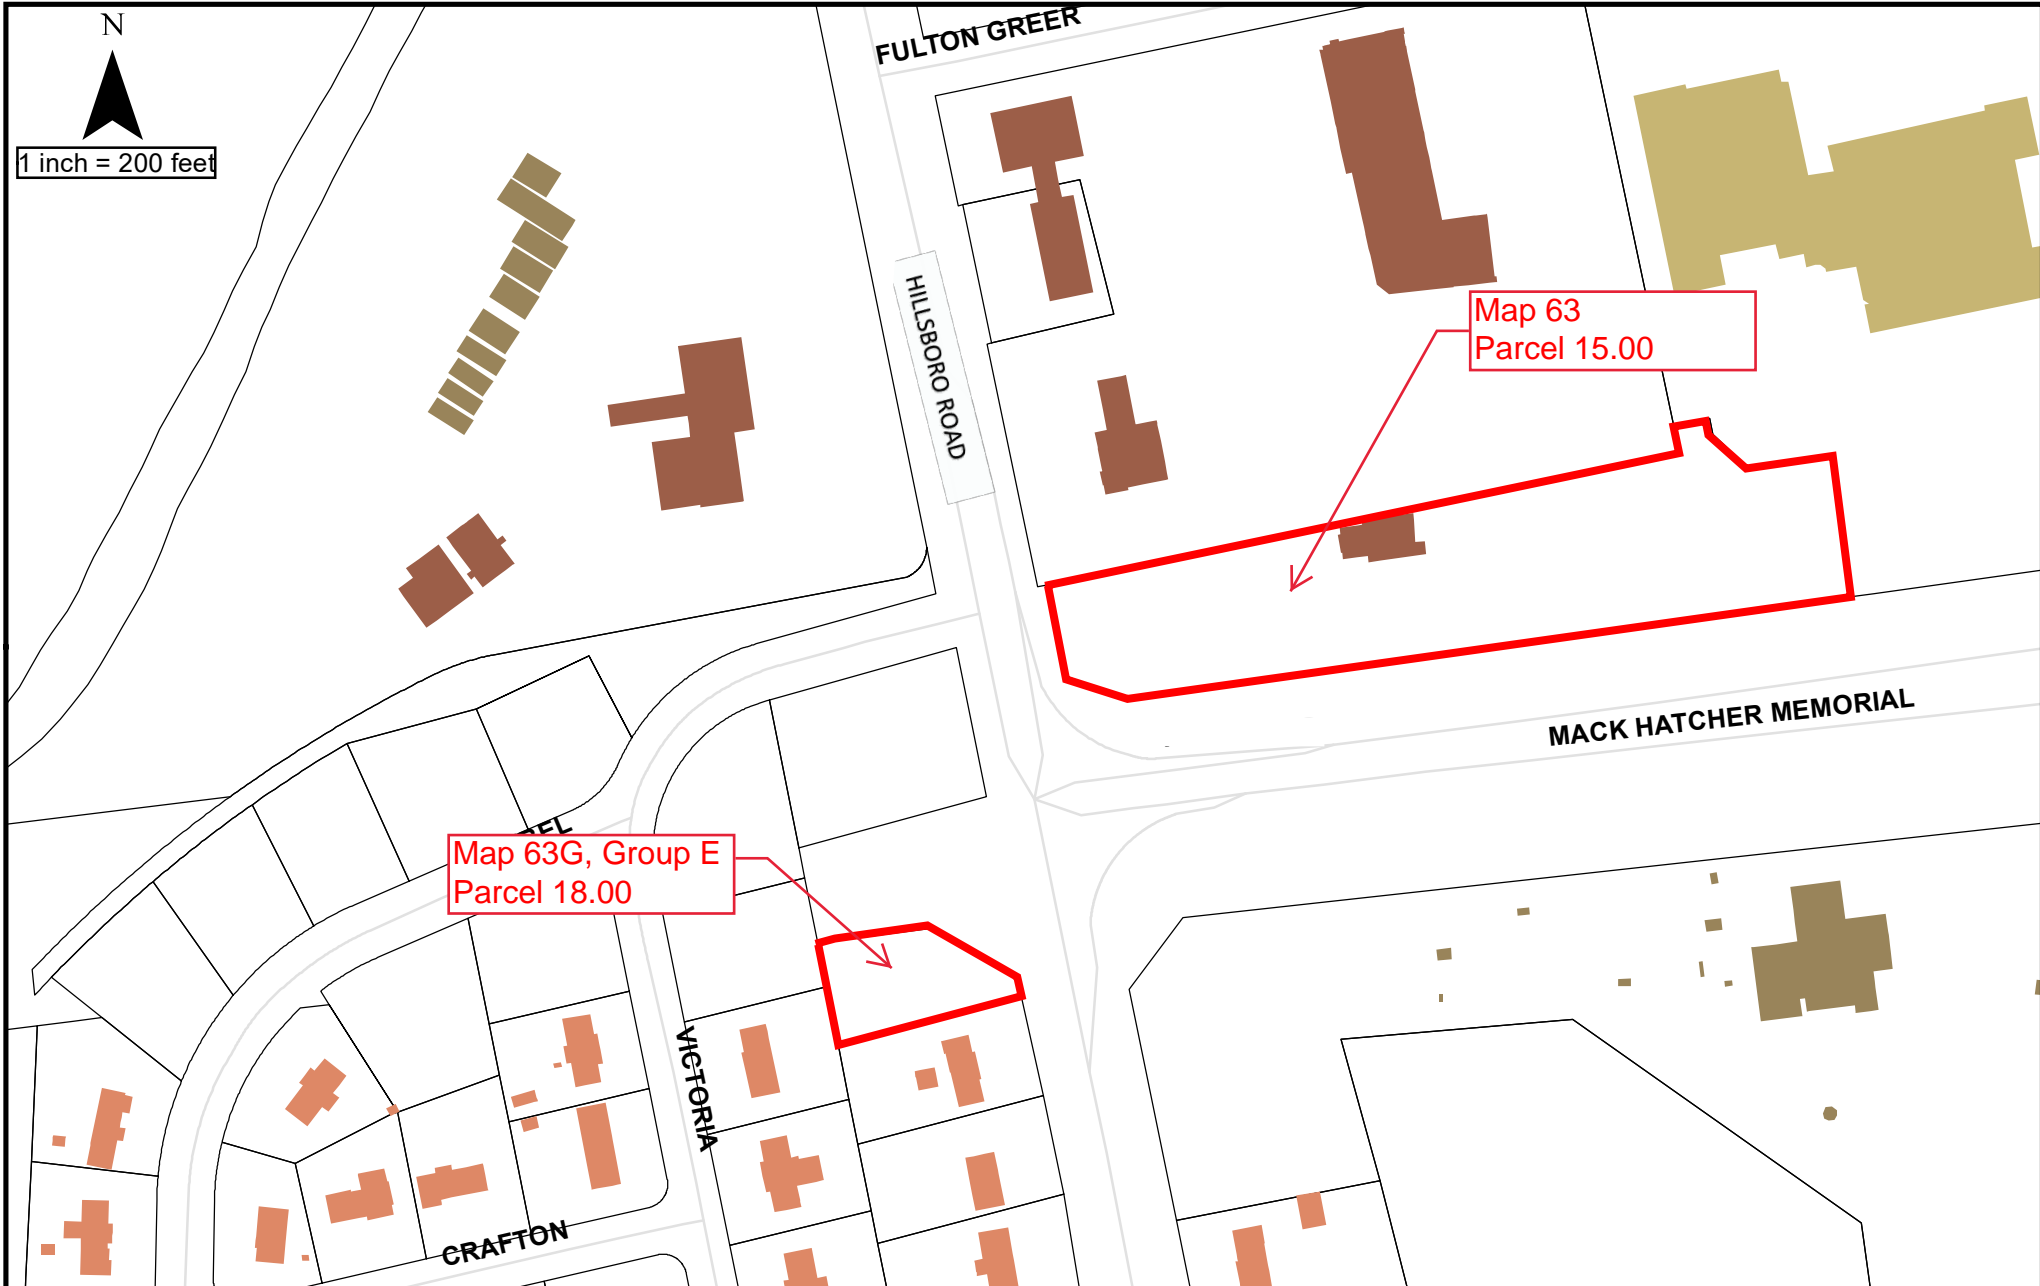 N
1 inch = 200 feet
FULTON GREER
HILLSBORO ROAD
Map 63
Parcel 15.00
MACK HATCHER MEMORIAL
Map 63G, Group E
Parcel 18.00
VICTORIA
CRAFTON